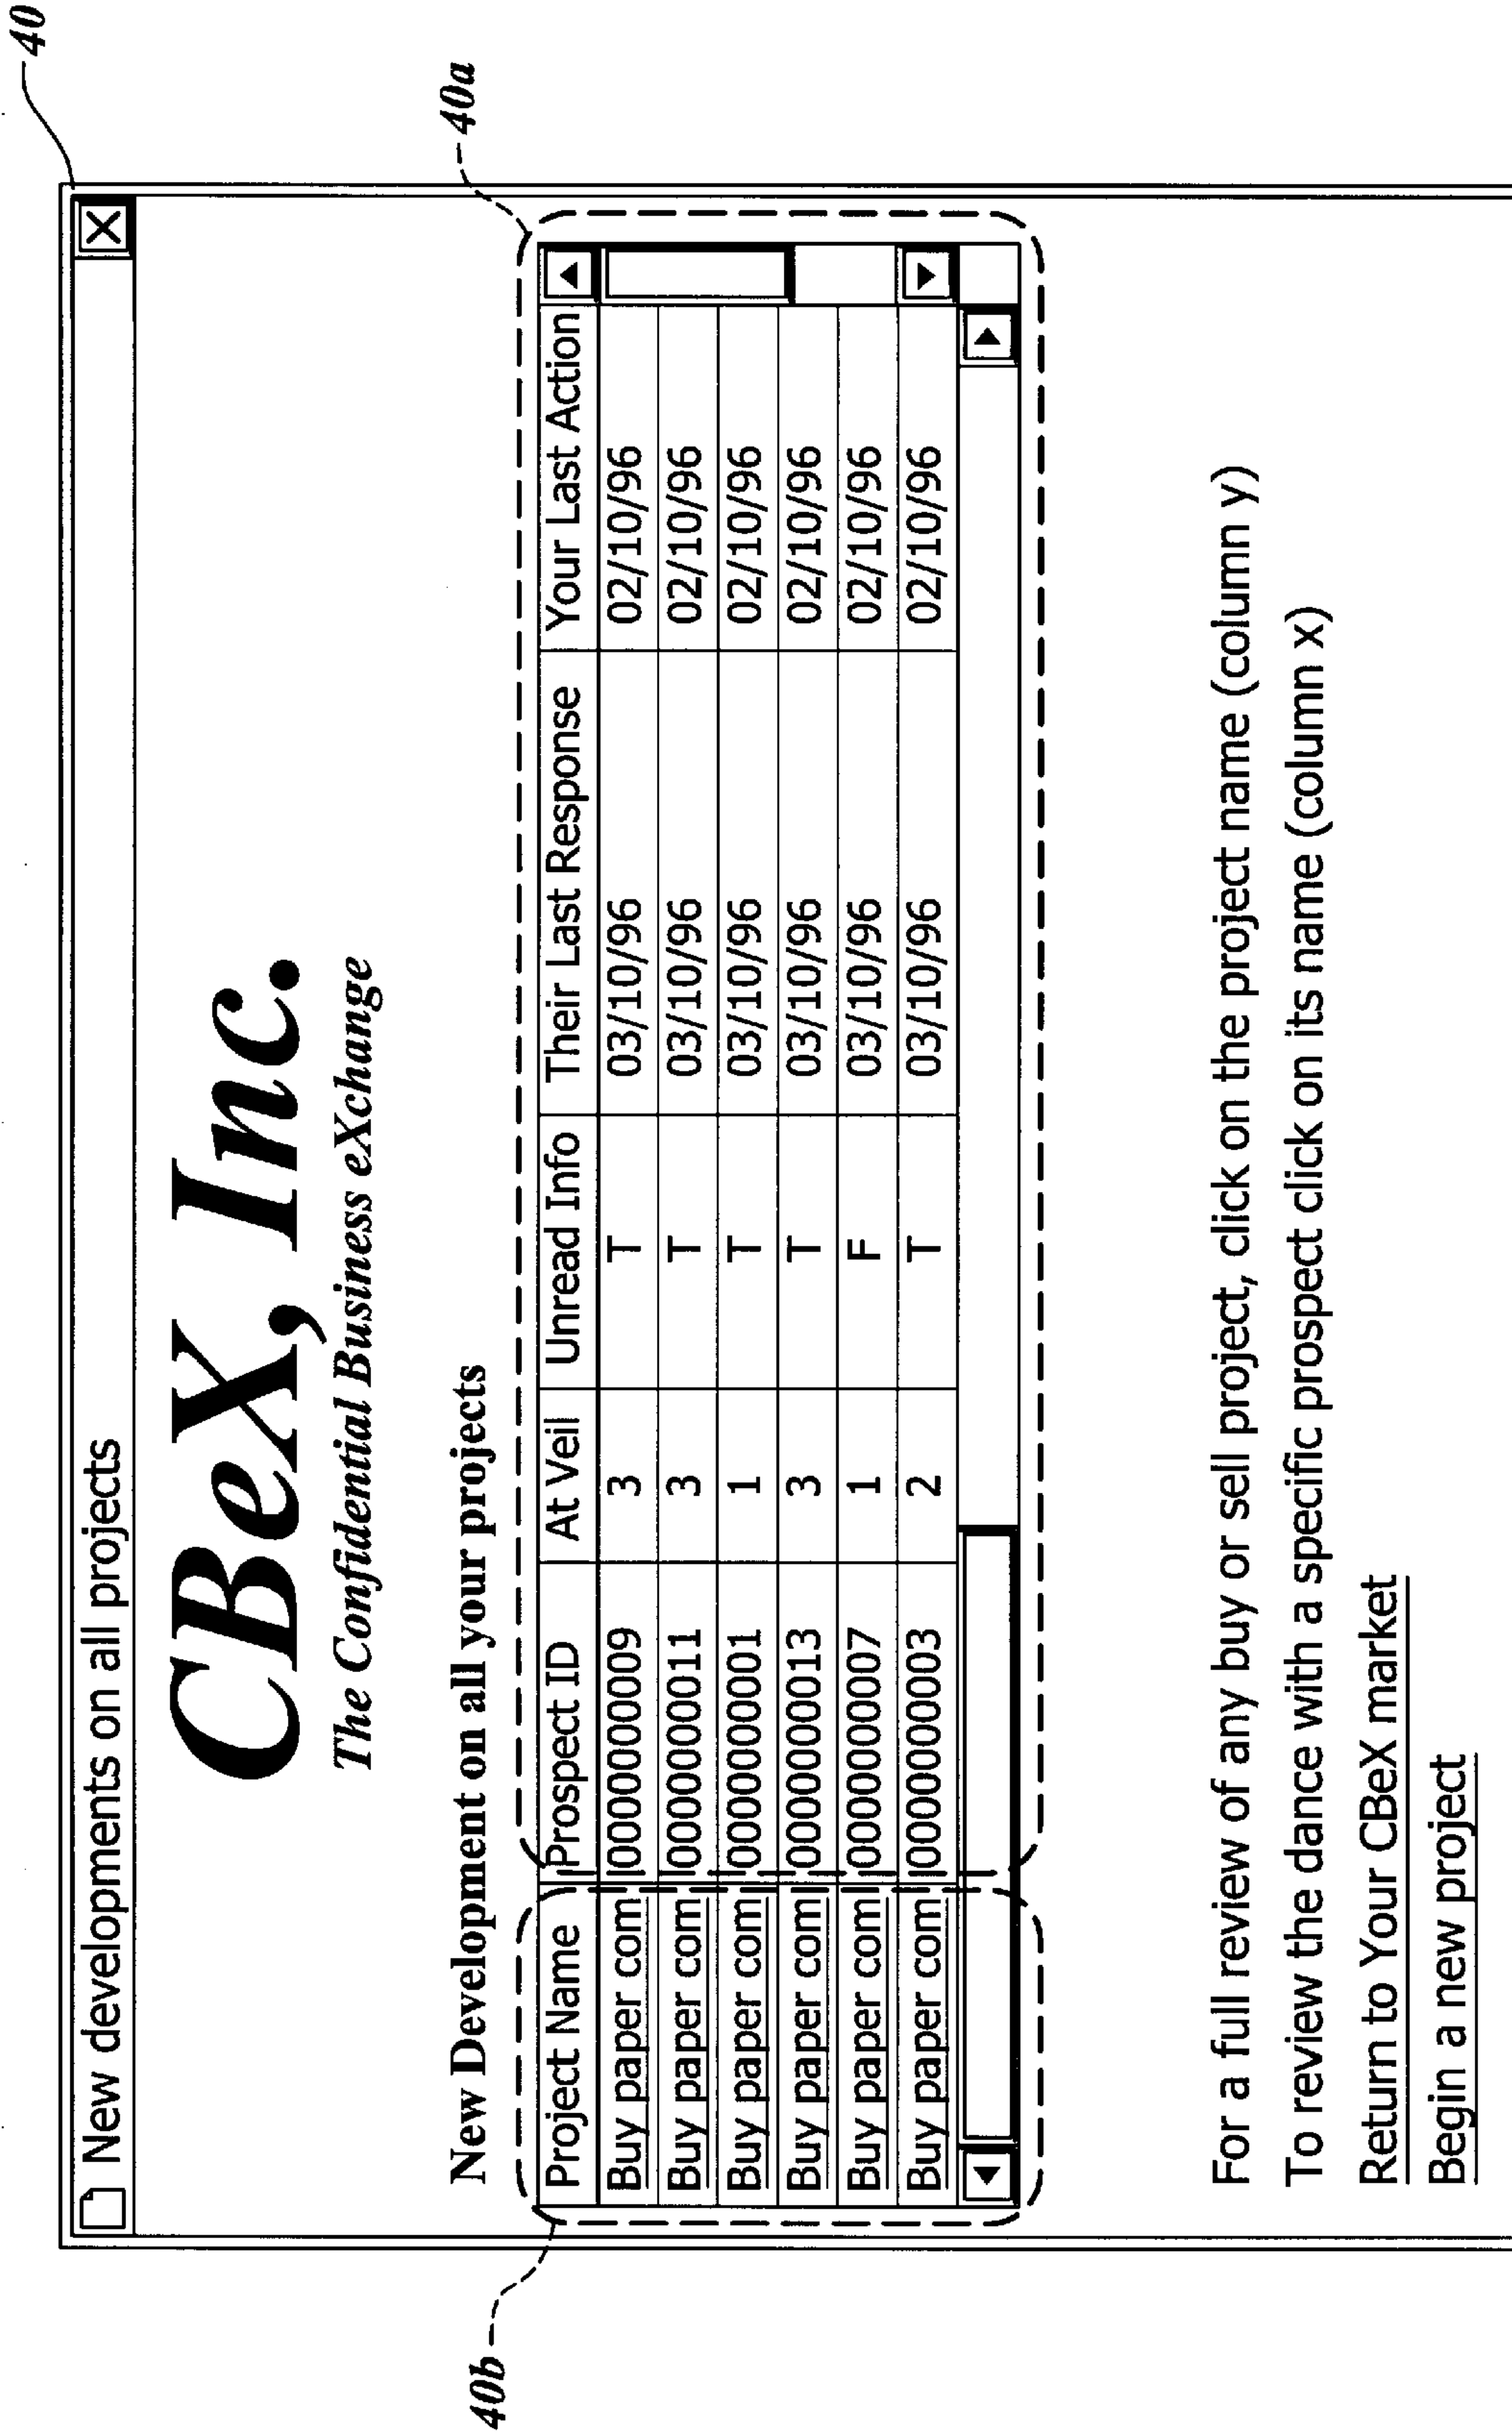 40
New developments on all projects
CBeX, Inc.
The Confidential Business eXchange
New Development on all your projects
40a
40b
Project Name Prospect ID At Veil Unread Info Their Last Response Your Last Action
Buy paper com 0000000009 3 T 03/10/96 02/10/96
Buy paper com 0000000011 3 T 03/10/96 02/10/96
Buy paper com 0000000001 1 T 03/10/96 02/10/96
Buy paper com 0000000013 3 T 03/10/96 02/10/96
Buy paper com 0000000007 1 F 03/10/96 02/10/96
Buy paper com 0000000003 2 T 03/10/96 02/10/96
For a full review of any buy or sell project, click on the project name (column y)
To review the dance with a specific prospect click on its name (column x)
Return to Your CBeX market
Begin a new project